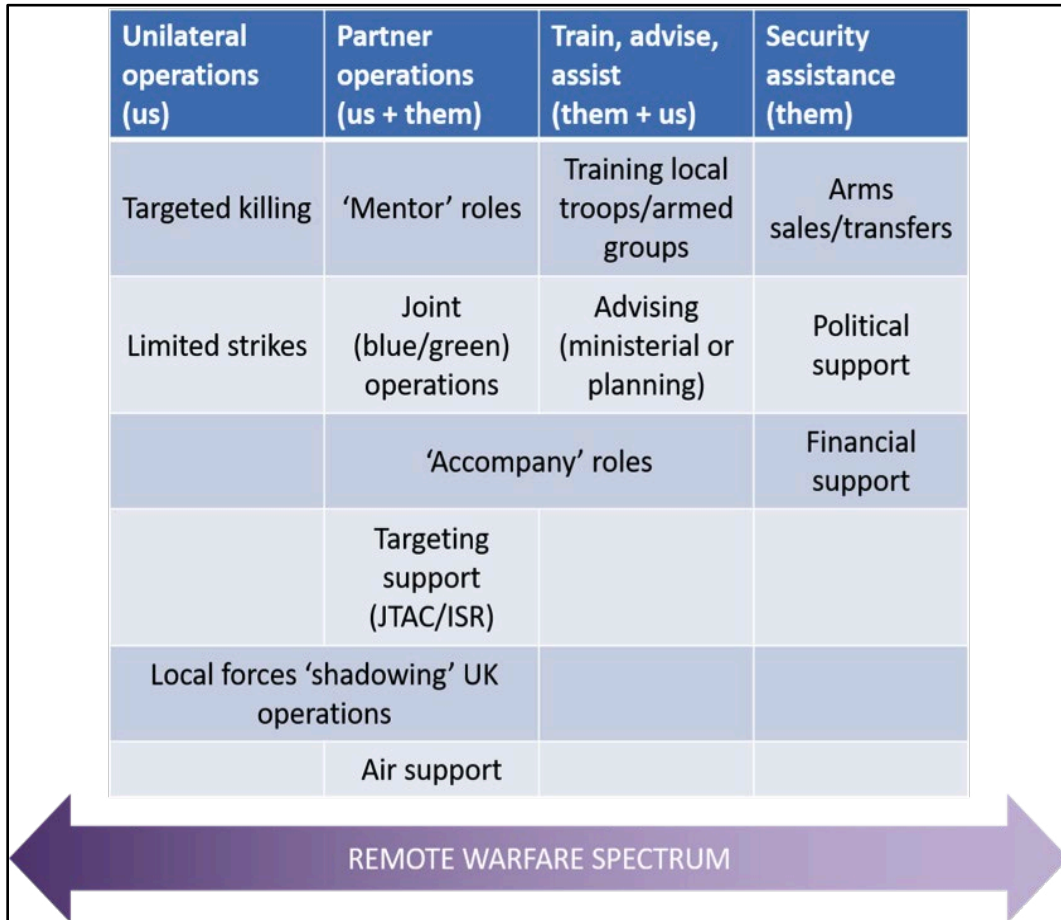 Unilateral
operations
(us)
Partner
operations
(us + them)
Train, advise,
assist
(them + us)
Security
assistance
(them)
Targeted killing
‘Mentor’ roles
Training local
troops/armed
groups
Arms
sales/transfers
Limited strikes
Joint
(blue/green)
operations
Advising
(ministerial or
planning)
Political
support
‘Accompany’ roles
Financial
support
Targeting
support
(JTAC/ISR)
Local forces ‘shadowing’ UK
operations
Air support
REMOTE WARFARE SPECTRUM